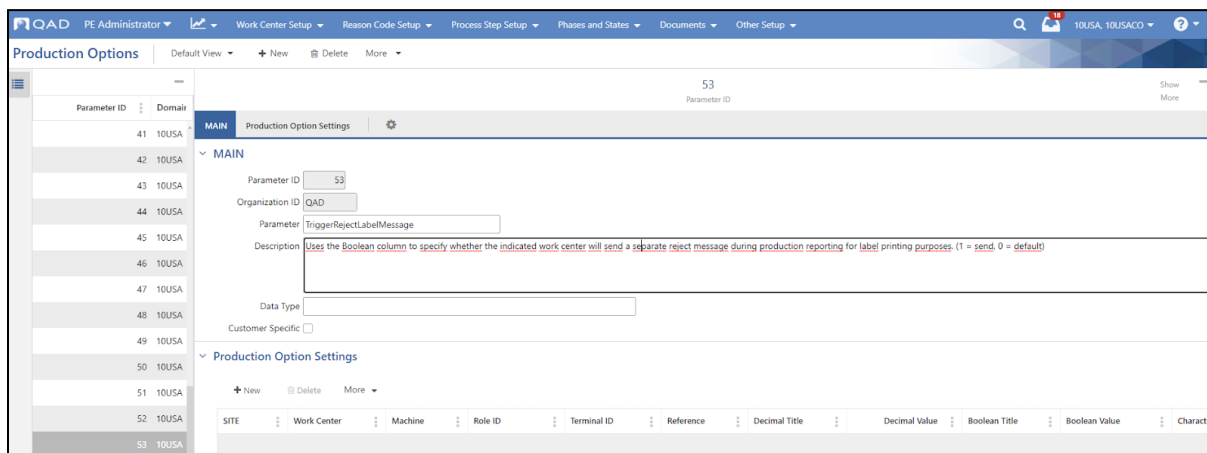 QAD PE Administrator Work Center Setup Reason Code Setup Process Step Setup Phases and States Documents Other Setup 18 10USA, 10USACO ?
Production Options Default View + New Delete More
53 Show
Parameter ID More
Parameter ID Domain
MAIN Production Option Settings
41 10USA
MAIN
42 10USA
Parameter ID 53
43 10USA
Organization ID QAD
44 10USA
Parameter TriggerRejectLabelMessage
45 10USA
Description Uses the Boolean column to specify whether the indicated work center will send a separate reject message during production reporting for label printing purposes. (1 = send, 0 = default)
46 10USA
47 10USA
Data Type
48 10USA
Customer Specific
49 10USA
Production Option Settings
50 10USA
+ New Delete More
51 10USA
52 10USA
SITE Work Center Machine Role ID Terminal ID Reference Decimal Title Decimal Value Boolean Title Boolean Value Charact
53 10USA